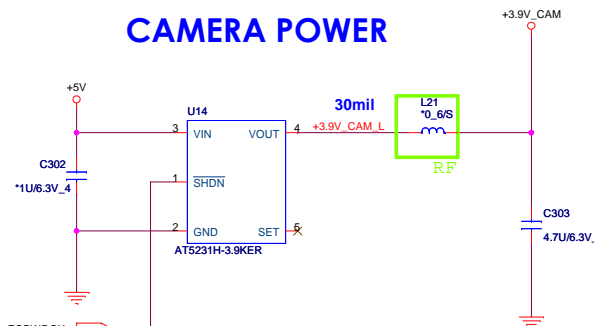 CAMERA POWER
+3.9V_CAM
+5V
U14
30mil
L21
*0_6/S
3 VIN VOUT 4
+3.9V_CAM_L
RF
C302
*1U/6.3V_4
1 SHDN
2 GND SET 5
AT5231H-3.9KER
C303
4.7U/6.3V_